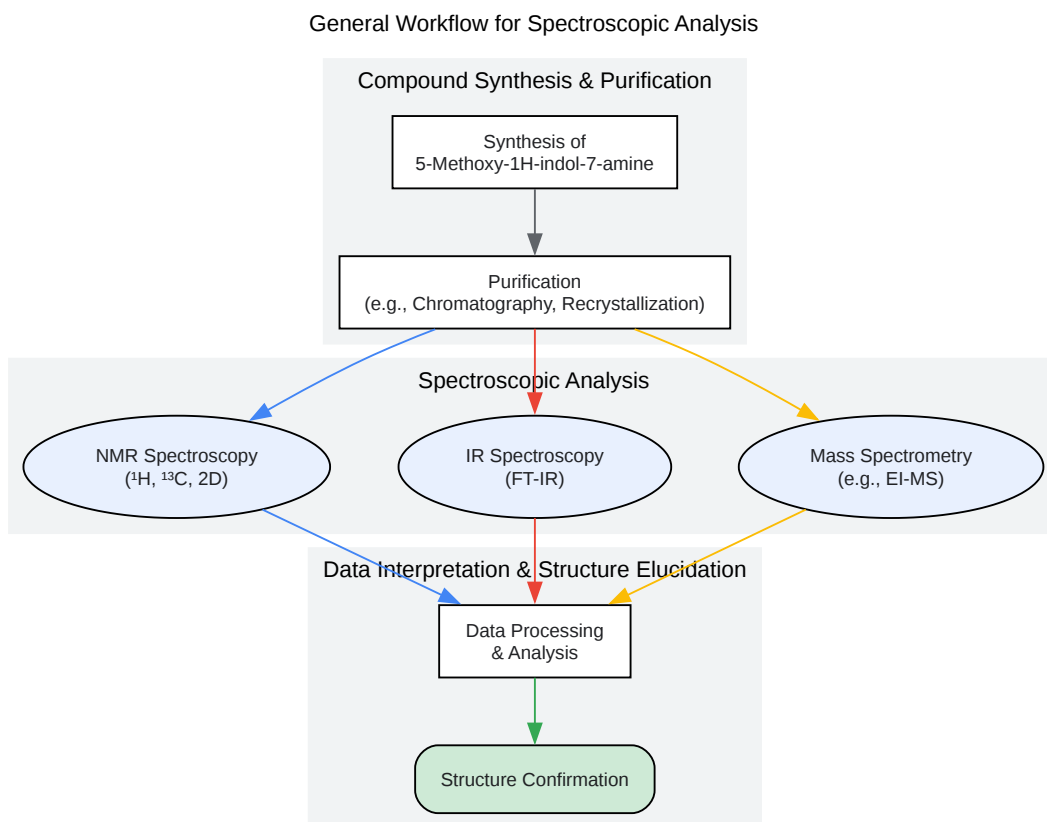 General Workflow for Spectroscopic Analysis
Compound Synthesis & Purification
Synthesis of
5-Methoxy-1H-indol-7-amine
Purification
(e.g., Chromatography, Recrystallization)
Spectroscopic Analysis
NMR Spectroscopy
(¹H, ¹³C, 2D)
IR Spectroscopy
(FT-IR)
Mass Spectrometry
(e.g., EI-MS)
Data Interpretation & Structure Elucidation
Data Processing
& Analysis
Structure Confirmation